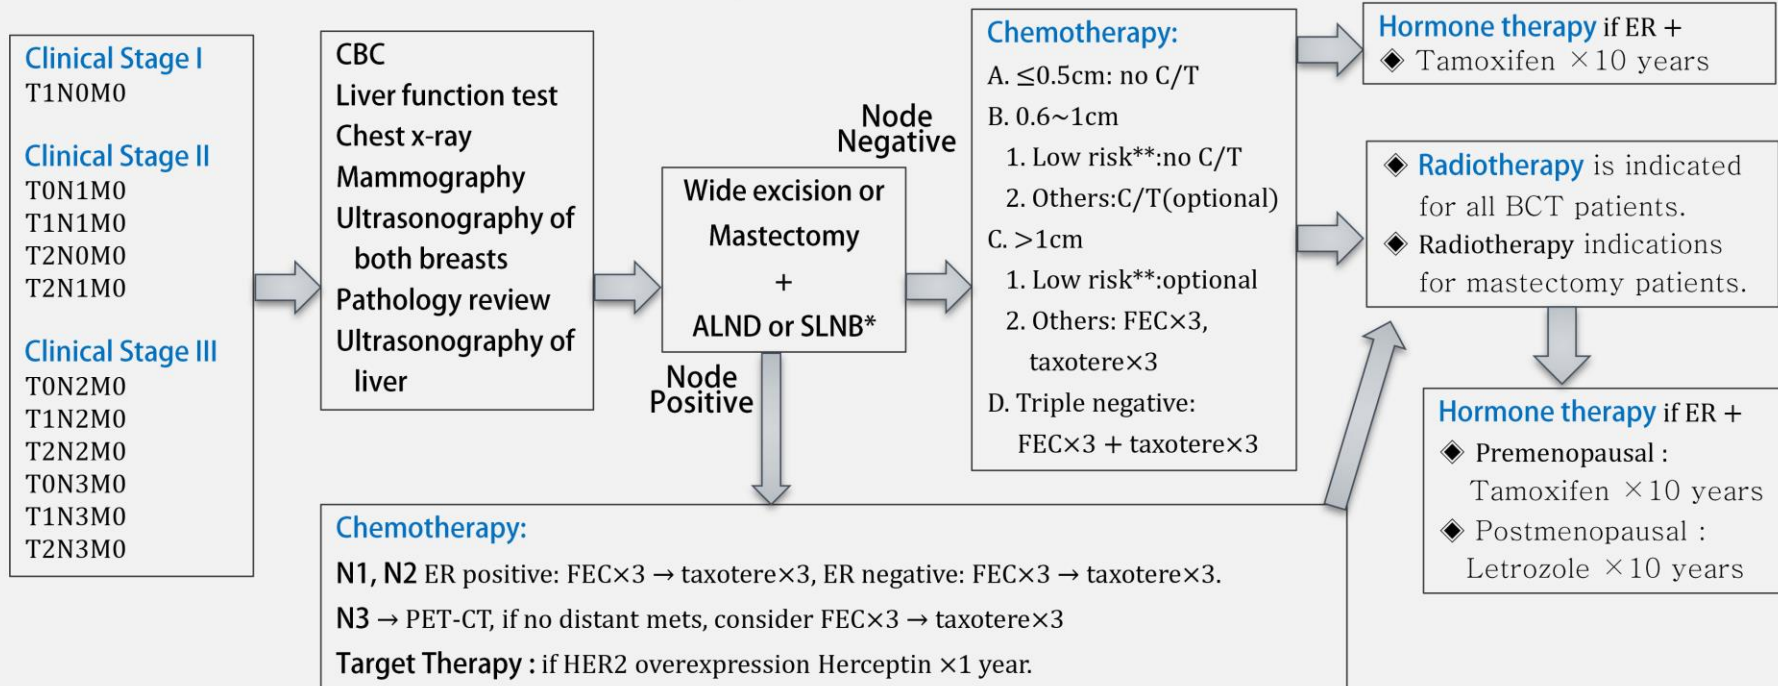 Clinical Stage I
T1N0M0
Clinical Stage II
T0N1M0
T1N1M0
T2N0M0
T2N1M0
Clinical Stage III
T0N2M0
T1N2M0
T2N2M0
T0N3M0
T1N3M0
T2N3M0
CBC
Liver function test
Chest x-ray
Mammography
Ultrasonography of
both breasts
Pathology review
Ultrasonography of
liver
Wide excision or
Mastectomy
+
ALND or SLNB*
Node
Negative
Node
Positive
Chemotherapy:
A. ≤0.5cm: no C/T
B. 0.6~1cm
1. Low risk**:no C/T
2. Others:C/T(optional)
C. >1cm
1. Low risk**:optional
2. Others: FEC×3,
taxotere×3
D. Triple negative:
FEC×3 + taxotere×3
Hormone therapy if ER +
◈ Tamoxifen ×10 years
◈ Radiotherapy is indicated
for all BCT patients.
◈ Radiotherapy indications
for mastectomy patients.
Hormone therapy if ER +
◈ Premenopausal :
Tamoxifen ×10 years
◈ Postmenopausal :
Letrozole ×10 years
Chemotherapy:
N1, N2 ER positive: FEC×3 → taxotere×3, ER negative: FEC×3 → taxotere×3.
N3 → PET-CT, if no distant mets, consider FEC×3 → taxotere×3
Target Therapy : if HER2 overexpression Herceptin ×1 year.